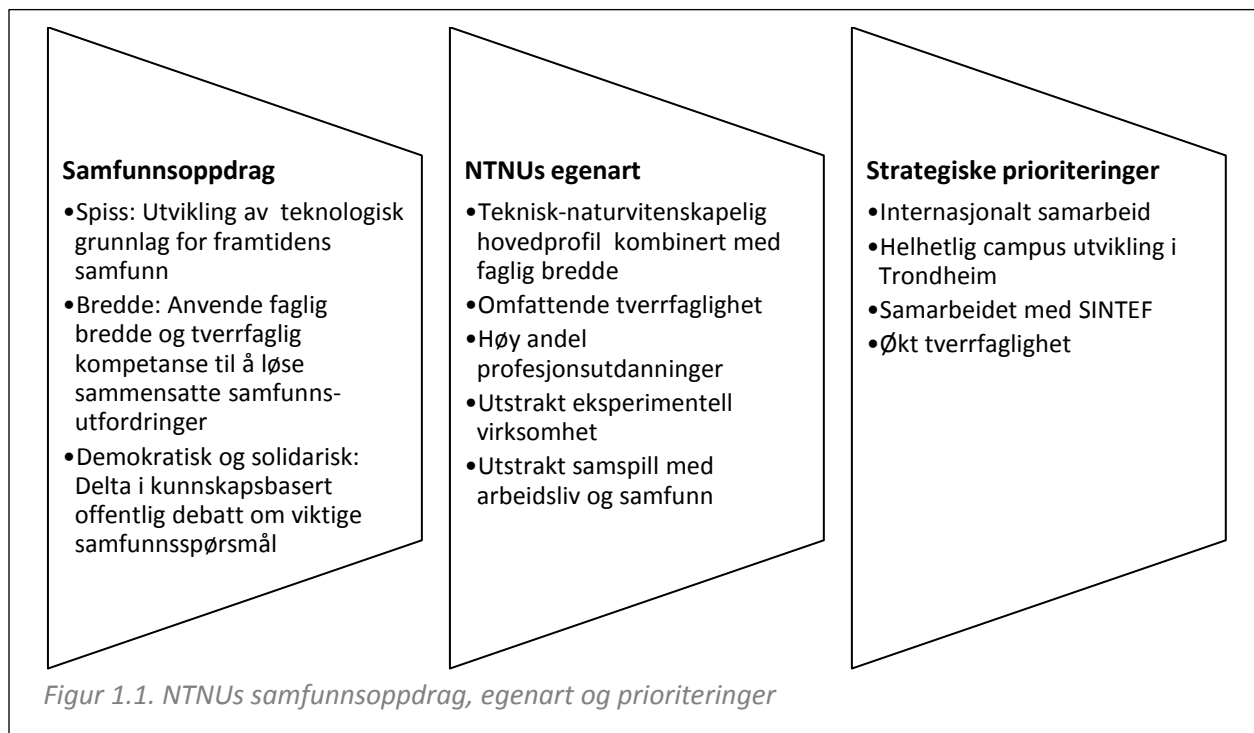 Samfunnsoppdrag
•Spiss: Utvikling av teknologisk
grunnlag for framtidens
samfunn
•Bredde: Anvende faglig
bredde og tverrfaglig
kompetanse til å løse
sammensatte samfunns-
utfordringer
•Demokratisk og solidarisk:
Delta i kunnskapsbasert
offentlig debatt om viktige
samfunnsspørsmål
NTNUs egenart
•Teknisk-naturvitenskapelig
hovedprofil kombinert med
faglig bredde
•Omfattende tverrfaglighet
•Høy andel
profesjonsutdanninger
•Utstrakt eksperimentell
virksomhet
•Utstrakt samspill med
arbeidsliv og samfunn
Strategiske prioriteringer
•Internasjonalt samarbeid
•Helhetlig campus utvikling i
Trondheim
•Samarbeidet med SINTEF
•Økt tverrfaglighet
Figur 1.1. NTNUs samfunnsoppdrag, egenart og prioriteringer